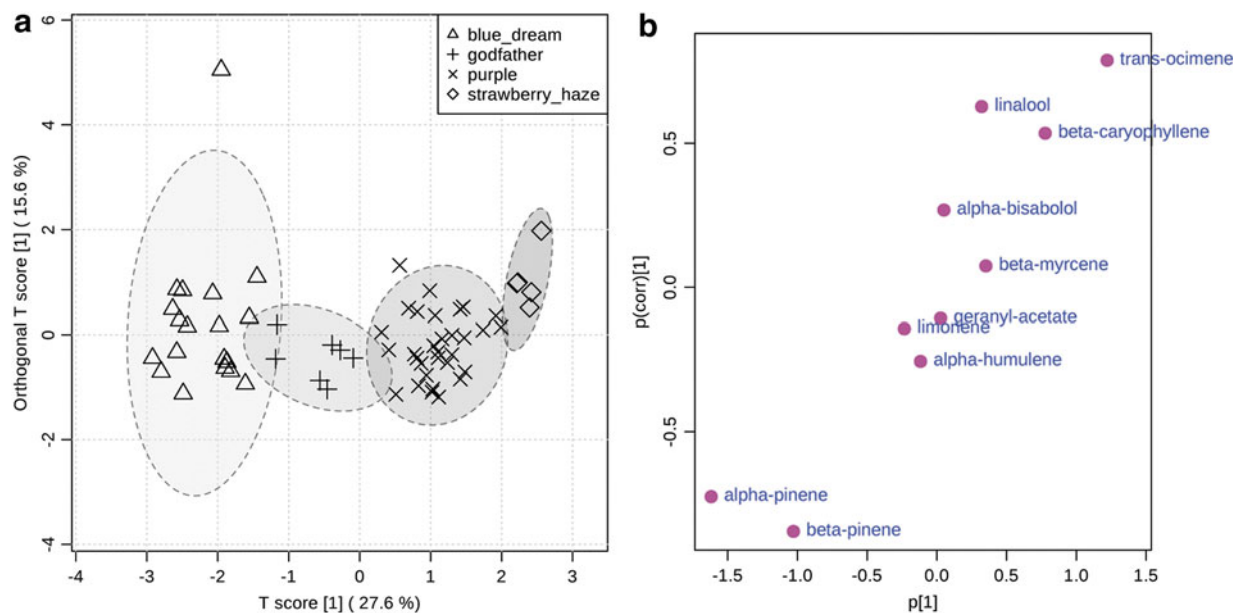 a
Orthogonal T score [1] ( 15.6 %)
6
4
2
0
-2
-4
blue_dream
godfather
purple
strawberry_haze
-4 -3 -2 -1 0 1 2 3
T score [1] ( 27.6 %)
b
p(corr)[1]
0.5
0.0
-0.5
trans-ocimene
linalool
beta-caryophyllene
alpha-bisabolol
beta-myrcene
geranyl-acetate
limonene
alpha-humulene
alpha-pinene
beta-pinene
-1.5 -1.0 -0.5 0.0 0.5 1.0 1.5
p[1]